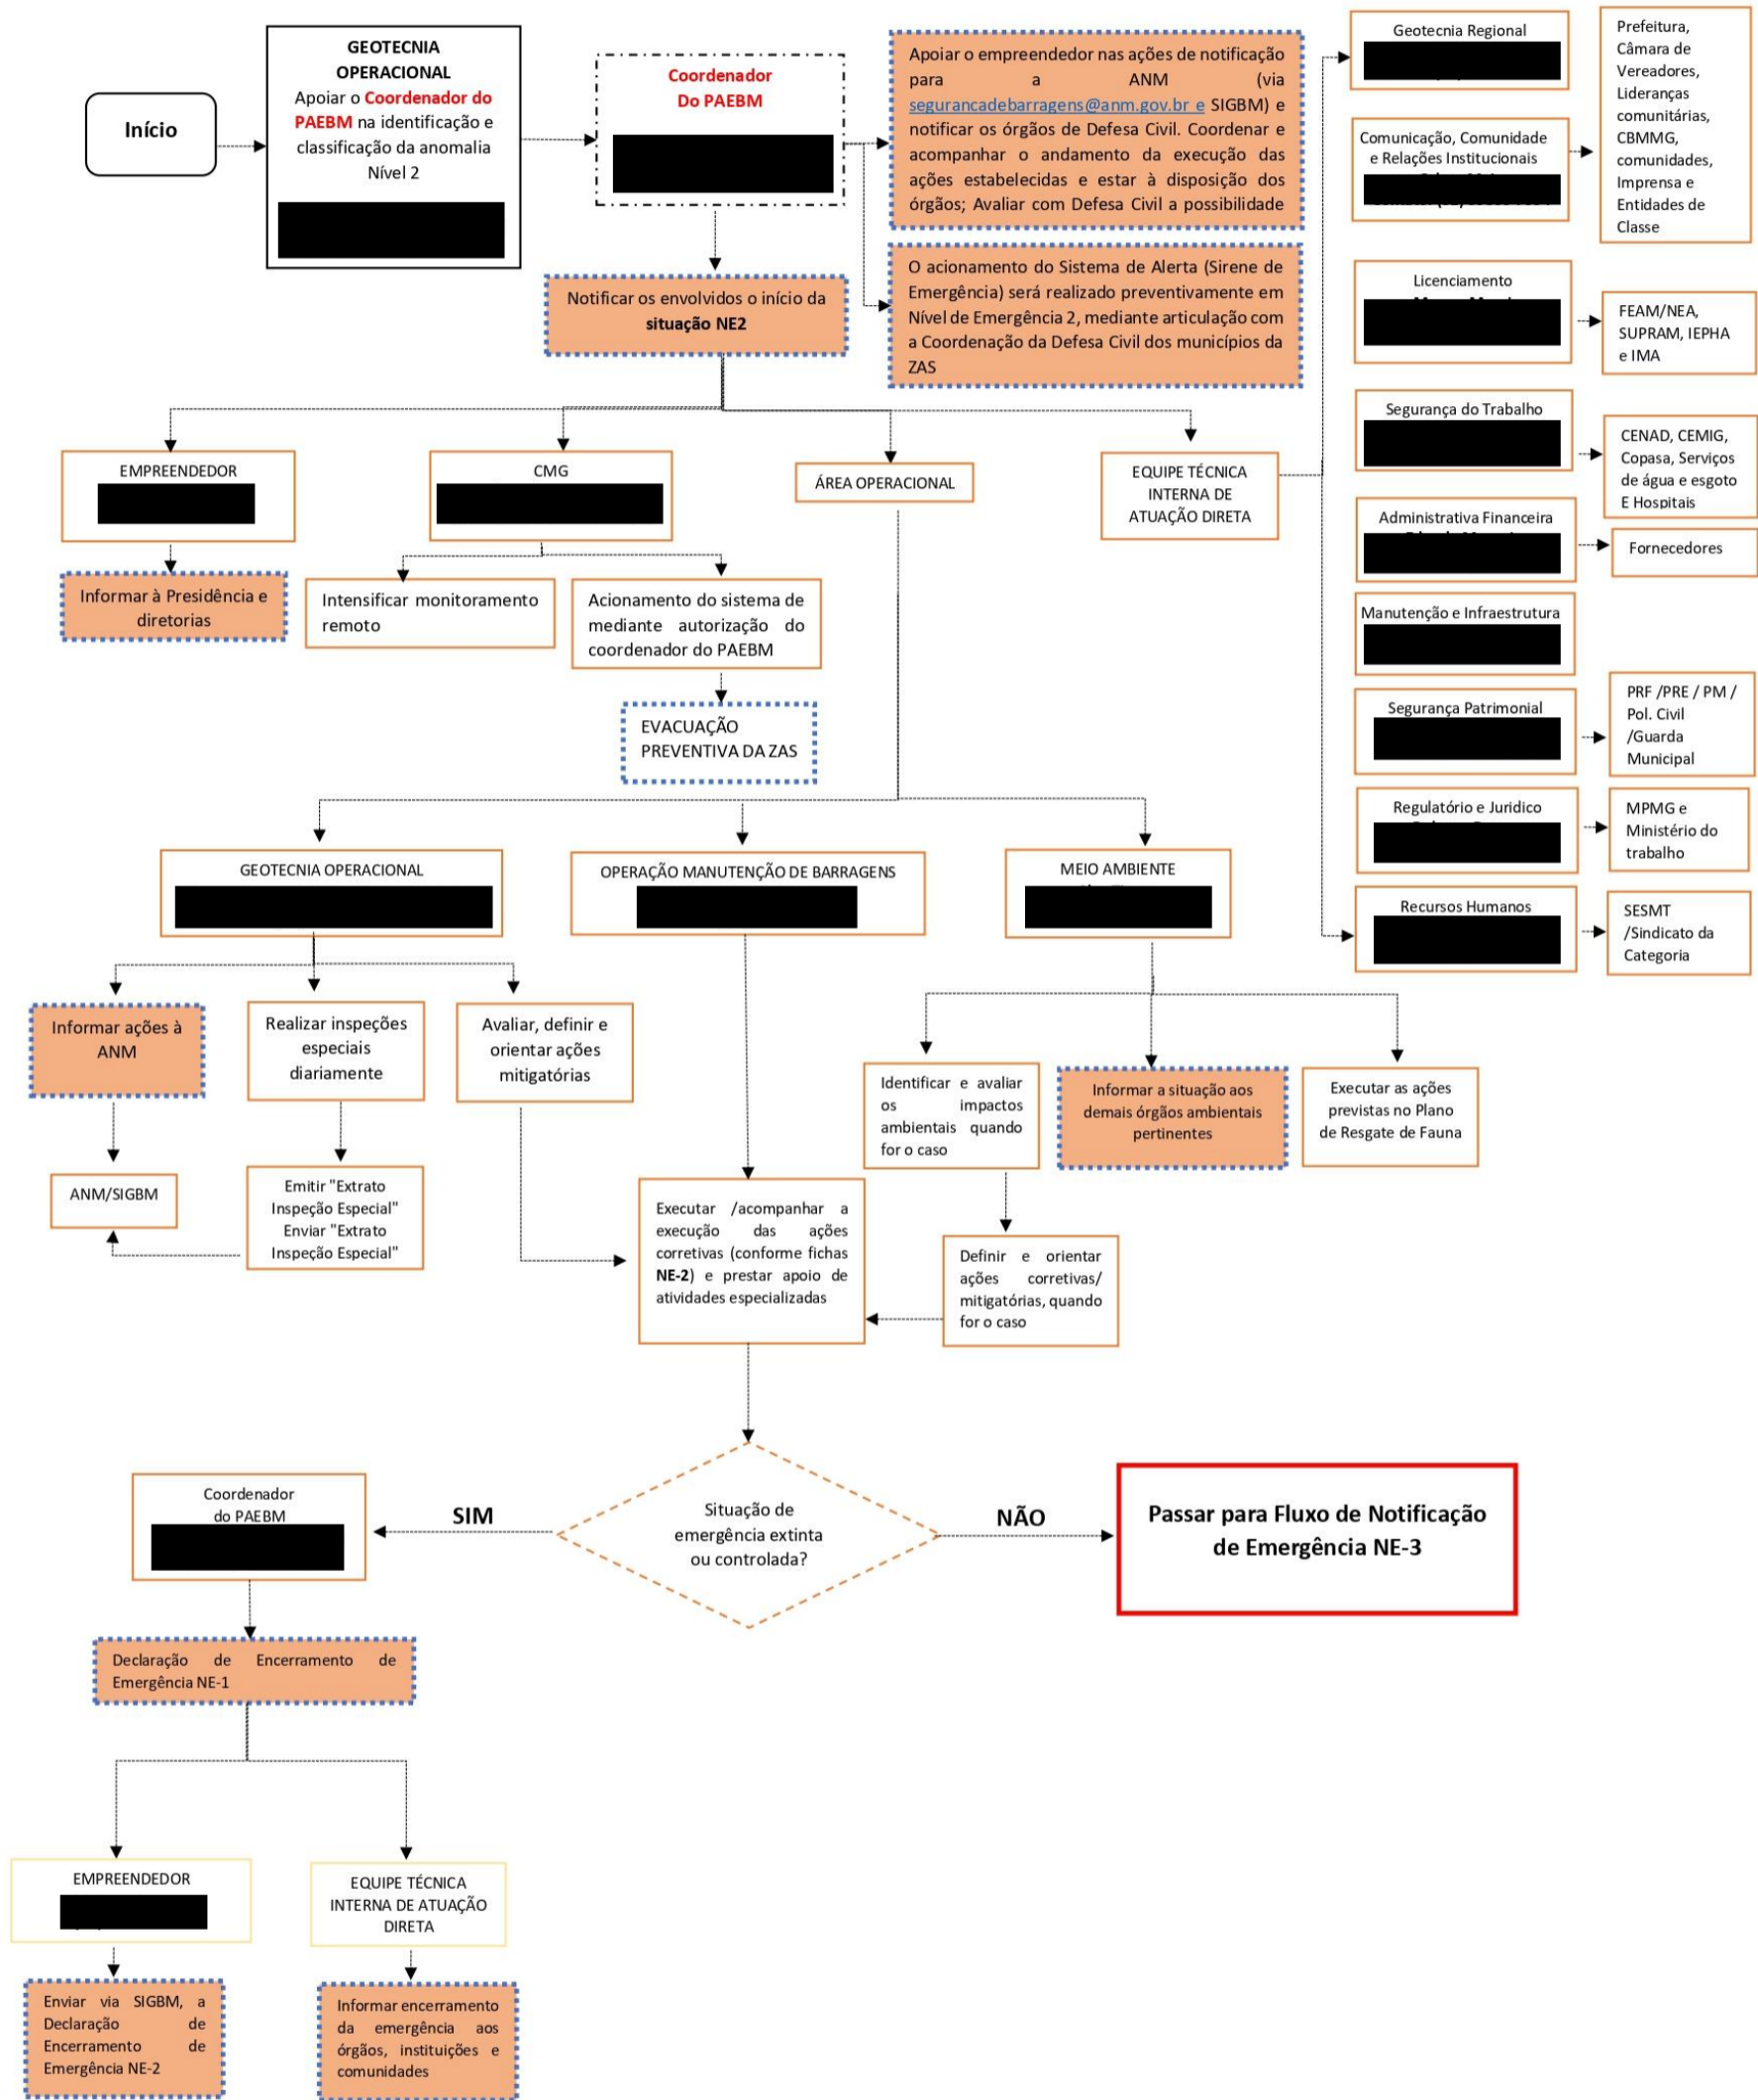 Início
GEOTECNIA
OPERACIONAL
Apoiar o Coordenador do
PAEBM na identificação e
classificação da anomalia
Nível 2
Coordenador
Do PAEBM
Apoiar o empreendedor nas ações de notificação
para a ANM (via
segurancadebarragens@anm.gov.br e SIGBM) e
notificar os órgãos de Defesa Civil. Coordenar e
acompanhar o andamento da execução das
ações estabelecidas e estar à disposição dos
órgãos; Avaliar com Defesa Civil a possibilidade
O acionamento do Sistema de Alerta (Sirene de
Emergência) será realizado preventivamente em
Nível de Emergência 2, mediante articulação com
a Coordenação da Defesa Civil dos municípios da
ZAS
Notificar os envolvidos o início da
situação NE2
EMPREENDEDOR
CMG
ÁREA OPERACIONAL
EQUIPE TÉCNICA
INTERNA DE
ATUAÇÃO DIRETA
Informar à Presidência e
diretorias
Intensificar monitoramento
remoto
Acionamento do sistema de
mediante autorização do
coordenador do PAEBM
EVACUAÇÃO
PREVENTIVA DA ZAS
Geotecnia Regional
Comunicação, Comunidade
e Relações Institucionais
Prefeitura,
Câmara de
Vereadores,
Lideranças
comunitárias,
CBMMG,
comunidades,
Imprensa e
Entidades de
Classe
Licenciamento
FEAM/NEA,
SUPRAM, IEPHA
e IMA
Segurança do Trabalho
CENAD, CEMIG,
Copasa, Serviços
de água e esgoto
E Hospitais
Administrativa Financeira
Fornecedores
Manutenção e Infraestrutura
Segurança Patrimonial
PRF /PRE / PM /
Pol. Civil
/Guarda
Municipal
Regulatório e Juridico
MPMG e
Ministério do
trabalho
Recursos Humanos
SESMT
/Sindicato da
Categoria
GEOTECNIA OPERACIONAL
OPERAÇÃO MANUTENÇÃO DE BARRAGENS
MEIO AMBIENTE
Informar ações à
ANM
Realizar inspeções
especiais
diariamente
Avaliar, definir e
orientar ações
mitigatórias
ANM/SIGBM
Emitir "Extrato
Inspeção Especial"
Enviar "Extrato
Inspeção Especial"
Identificar e avaliar
os impactos
ambientais quando
for o caso
Informar a situação aos
demais órgãos ambientais
pertinentes
Executar as ações
previstas no Plano
de Resgate de Fauna
Executar /acompanhar a
execução das ações
corretivas (conforme fichas
NE-2) e prestar apoio de
atividades especializadas
Definir e orientar
ações corretivas/
mitigatórias, quando
for o caso
Situação de
emergência extinta
ou controlada?
SIM
NÃO
Passar para Fluxo de Notificação
de Emergência NE-3
Coordenador
do PAEBM
Declaração de Encerramento de
Emergência NE-1
EMPREENDEDOR
EQUIPE TÉCNICA
INTERNA DE ATUAÇÃO
DIRETA
Enviar via SIGBM, a
Declaração de
Encerramento de
Emergência NE-2
Informar encerramento
da emergência aos
órgãos, instituições e
comunidades